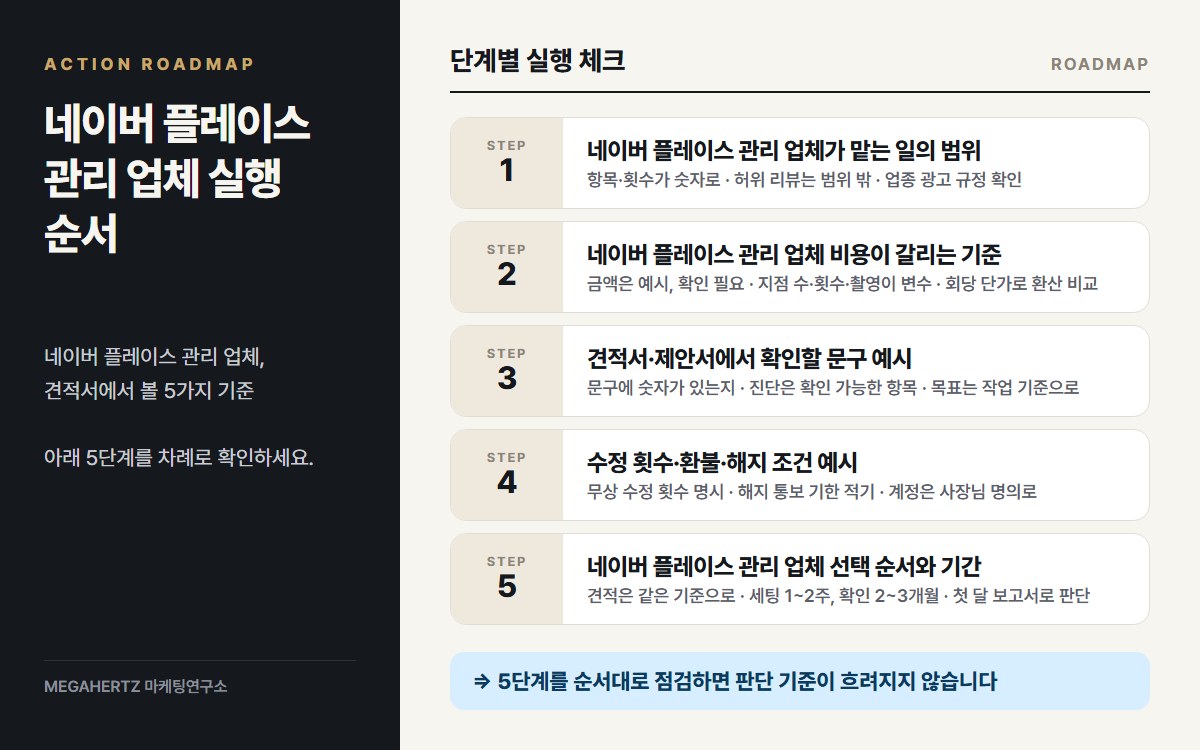 ACTION ROADMAP
네이버 플레이스
관리 업체 실행
순서
네이버 플레이스 관리 업체,
견적서에서 볼 5가지 기준
아래 5단계를 차례로 확인하세요.
MEGAHERTZ 마케팅연구소
단계별 실행 체크
ROADMAP
STEP
1
네이버 플레이스 관리 업체가 맡는 일의 범위
항목·횟수가 숫자로 · 허위 리뷰는 범위 밖 · 업종 광고 규정 확인
STEP
2
네이버 플레이스 관리 업체 비용이 갈리는 기준
금액은 예시, 확인 필요 · 지점 수·횟수·촬영이 변수 · 회당 단가로 환산 비교
STEP
3
견적서·제안서에서 확인할 문구 예시
문구에 숫자가 있는지 · 진단은 확인 가능한 항목 · 목표는 작업 기준으로
STEP
4
수정 횟수·환불·해지 조건 예시
무상 수정 횟수 명시 · 해지 통보 기한 적기 · 계정은 사장님 명의로
STEP
5
네이버 플레이스 관리 업체 선택 순서와 기간
견적은 같은 기준으로 · 세팅 1~2주, 확인 2~3개월 · 첫 달 보고서로 판단
⇒ 5단계를 순서대로 점검하면 판단 기준이 흐려지지 않습니다